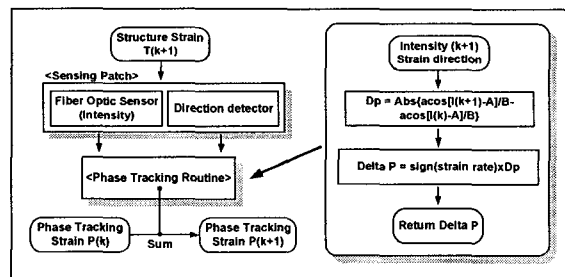 Structure Strain
T(k+1)
<Sensing Patch>
Fiber Optic Sensor
(Intensity)
Direction detector
<Phase Tracking Routine>
Phase Tracking
Strain P(k)
Sum
Phase Tracking
Strain P(k+1)
Intensity (k+1)
Strain direction
Dp = Abs{acos[I(k+1)-A]/B-
acos[I(k)-A]/B}
Delta P = sign(strain rate)xDp
Return Delta P